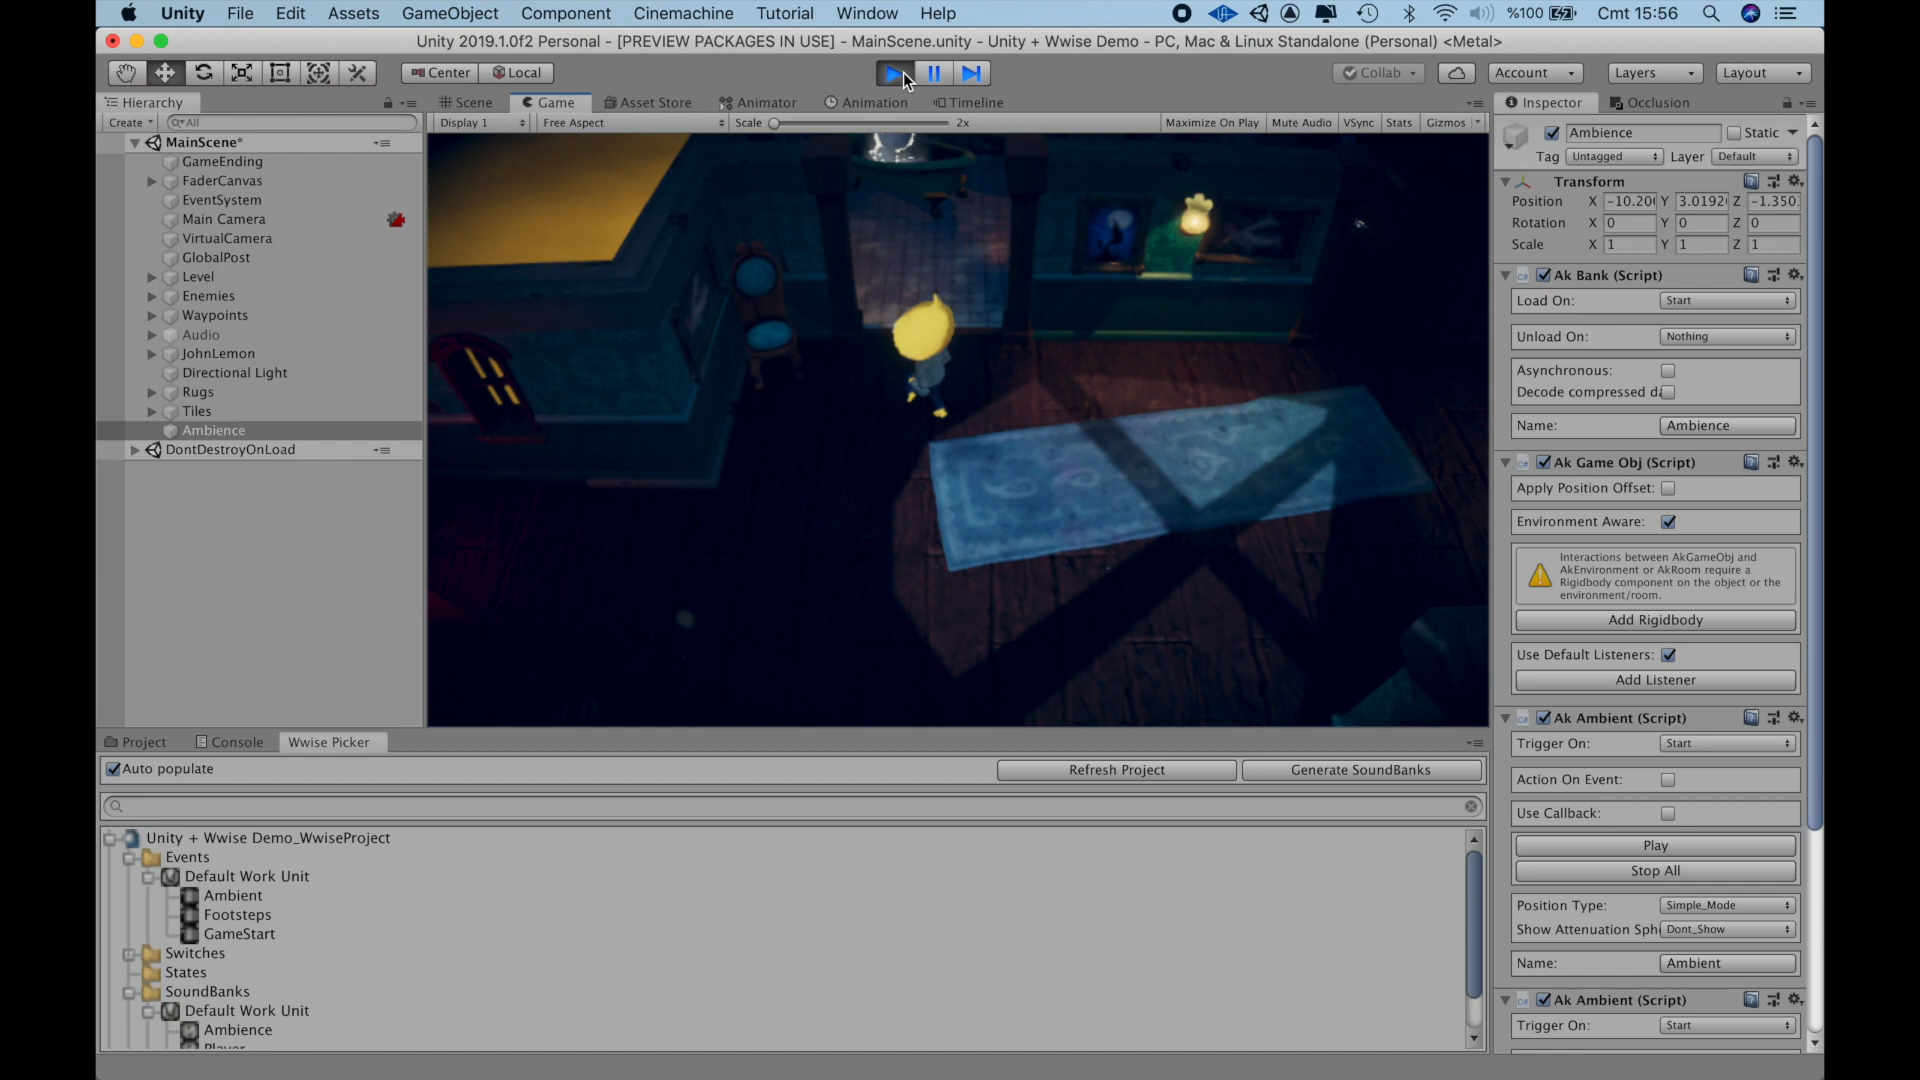 Unity File Edit Assets GameObject Component Cinemachine Tutorial Window Help %100 Cmt 15:56
Unity 2019.1.0f2 Personal - [PREVIEW PACKAGES IN USE] - MainScene.unity - Unity + Wwise Demo - PC, Mac & Linux Standalone (Personal) <Metal>
Center Local Collab Account Layers Layout
Hierarchy Scene Game Asset Store Animator Animation Timeline Inspector Occlusion
Create All Display 1 Free Aspect Scale 2x Maximize On Play Mute Audio VSync Stats Gizmos
MainScene*
GameEnding
FaderCanvas
EventSystem
Main Camera
VirtualCamera
GlobalPost
Level
Enemies
Waypoints
Audio
JohnLemon
Directional Light
Rugs
Tiles
Ambience
DontDestroyOnLoad
Ambience Static
Tag Untagged Layer Default
Transform
Position X -10.20 Y 3.0192 Z -1.350
Rotation X 0 Y 0 Z 0
Scale X 1 Y 1 Z 1
Ak Bank (Script)
Load On: Start
Unload On: Nothing
Asynchronous:
Decode compressed da
Name: Ambience
Ak Game Obj (Script)
Apply Position Offset:
Environment Aware:
Interactions between AkGameObj and
AkEnvironment or AkRoom require a
Rigidbody component on the object or the
environment/room.
Add Rigidbody
Use Default Listeners:
Add Listener
Ak Ambient (Script)
Trigger On: Start
Action On Event:
Use Callback:
Play
Stop All
Position Type: Simple_Mode
Show Attenuation Sph Dont_Show
Name: Ambient
Ak Ambient (Script)
Trigger On: Start
Project Console Wwise Picker
Auto populate Refresh Project Generate SoundBanks
Unity + Wwise Demo_WwiseProject
Events
Default Work Unit
Ambient
Footsteps
GameStart
Switches
States
SoundBanks
Default Work Unit
Ambience
Player